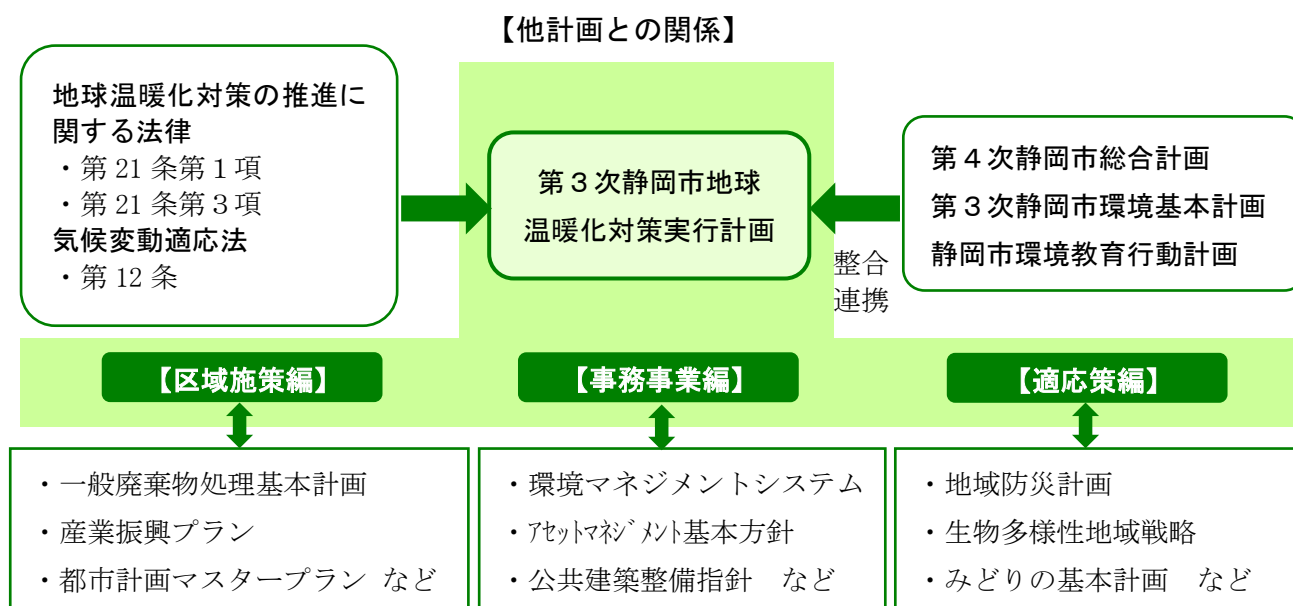 【他計画との関係】
地球温暖化対策の推進に
関する法律
・第 21 条第１項
・第 21 条第３項
気候変動適応法
・第 12 条
第３次静岡市地球
温暖化対策実行計画
第４次静岡市総合計画
第３次静岡市環境基本計画
静岡市環境教育行動計画
整合
連携
【区域施策編】
【事務事業編】
【適応策編】
・一般廃棄物処理基本計画
・産業振興プラン
・都市計画マスタープラン など
・環境マネジメントシステム
・ｱｾｯﾄﾏﾈｼﾞﾒﾝﾄ基本方針
・公共建築整備指針　など
・地域防災計画
・生物多様性地域戦略
・みどりの基本計画　など